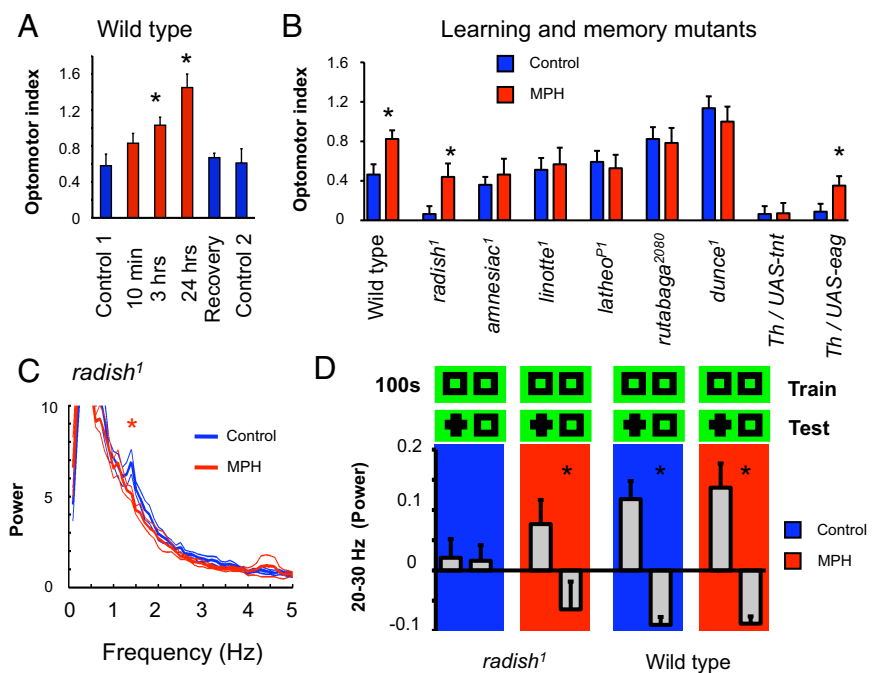 A
Wild type
Optomotor index
1.6
1.2
0.8
0.4
0
*
*
Control 1
10 min
3 hrs
24 hrs
Recovery
Control 2
B
Learning and memory mutants
Control
MPH
Optomotor index
1.6
1.2
0.8
0.4
0
*
*
*
Wild type
radish1
amnesiac1
linotte1
latheoP1
rutabaga2080
dunce1
Th / UAS-tnt
Th / UAS-eag
C
radish1
Power
10
5
0
*
Control
MPH
0 1 2 3 4 5
Frequency (Hz)
D
100s
Train
Test
20-30 Hz (Power)
0.2
0.1
0
-0.1
*
*
*
Control
MPH
radish1
Wild type